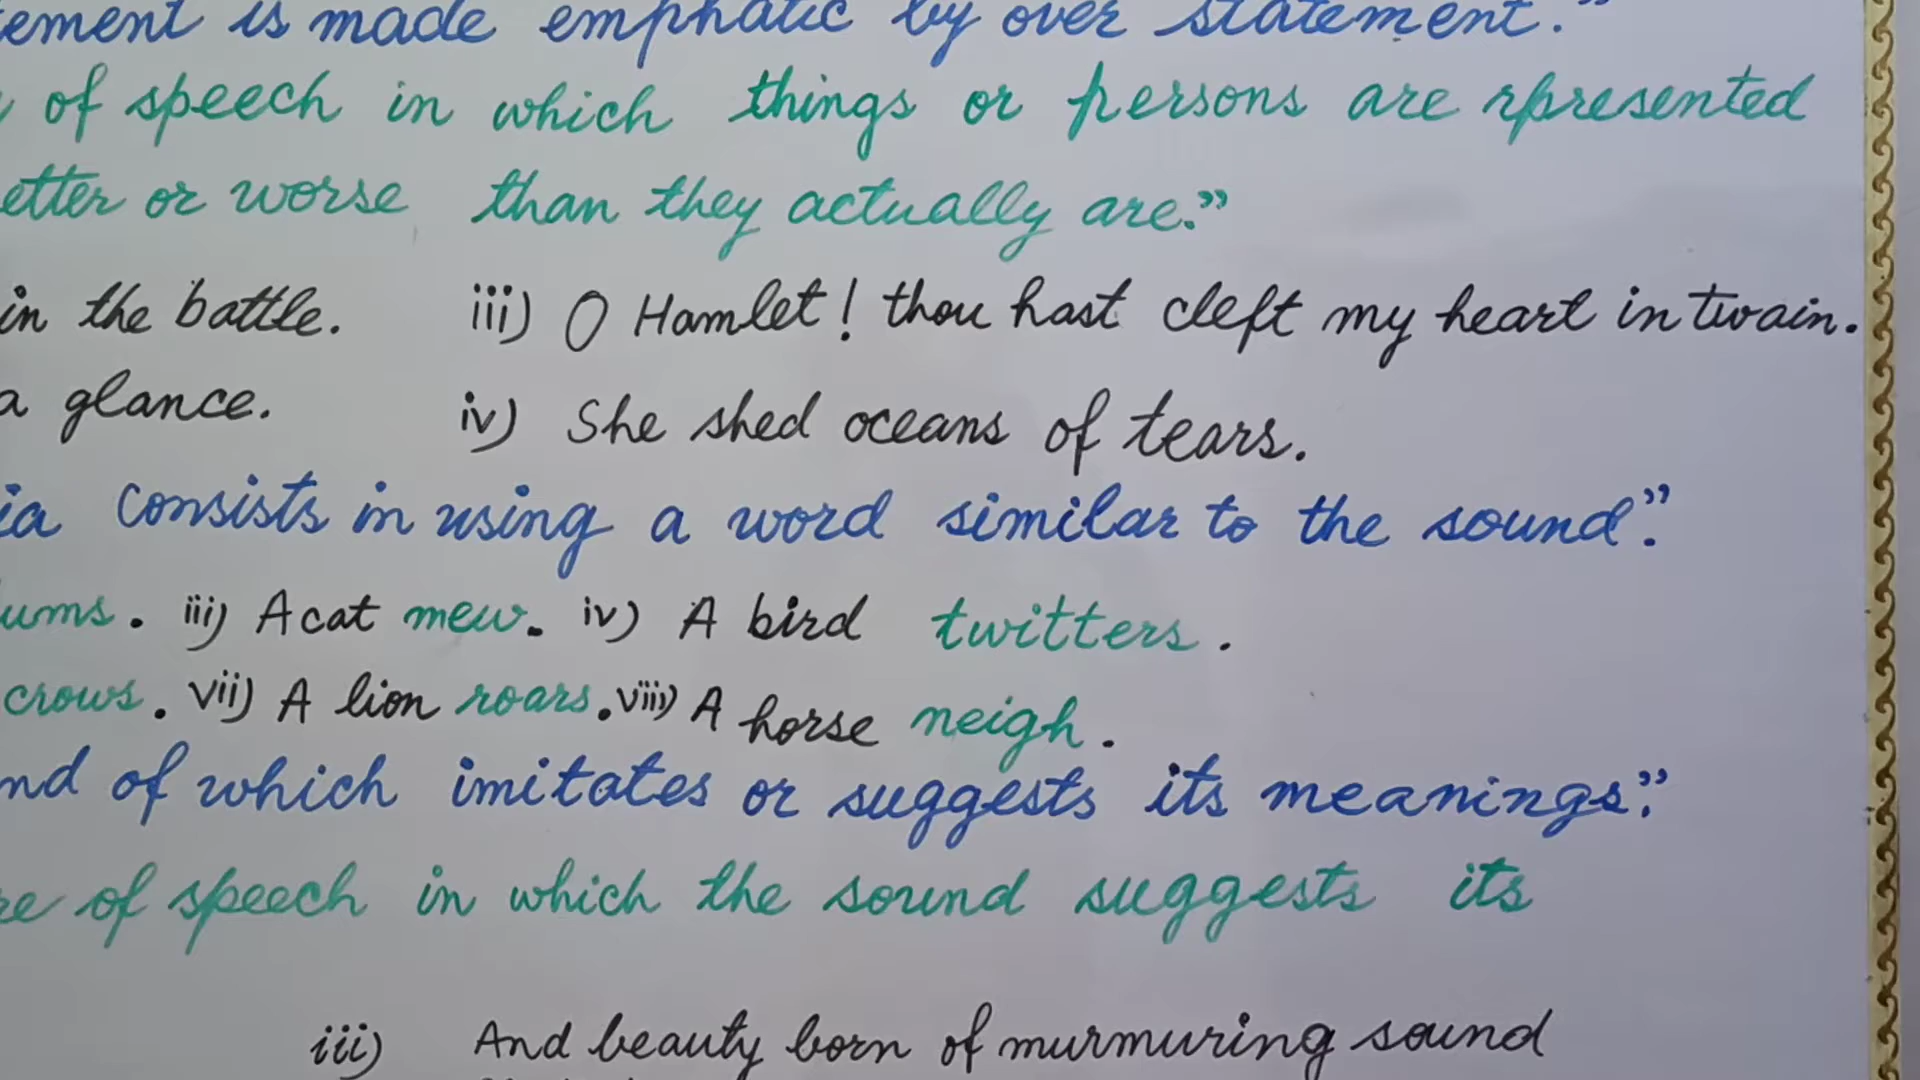 ement is made emphatic by over statement."
of speech in which things or persons are rpresented
etter or worse than they actually are."
in the battle. iii) O Hamlet! thou hast cleft my heart in twain.
a glance. iv) She shed oceans of tears.
ia consists in using a word similar to the sound".
ums. iii) A cat mew. iv) A bird twitters.
crows. vii) A lion roars. viii) A horse neigh.
nd of which imitates or suggests its meanings".
re of speech in which the sound suggests its
iii) And beauty born of murmuring sound